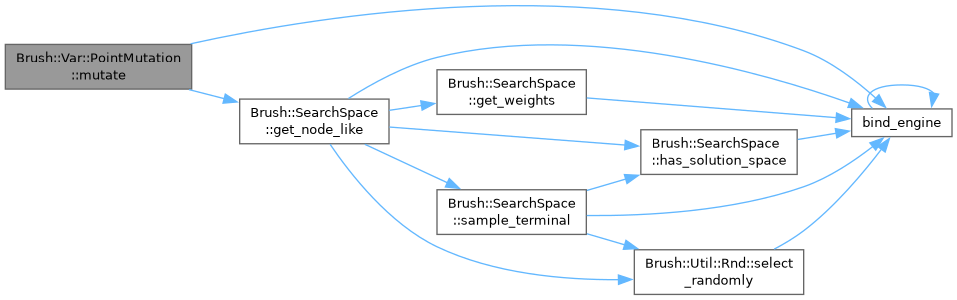 Brush::Var::PointMutation
::mutate
Brush::SearchSpace
::get_node_like
Brush::SearchSpace
::get_weights
bind_engine
Brush::SearchSpace
::has_solution_space
Brush::SearchSpace
::sample_terminal
Brush::Util::Rnd::select
_randomly